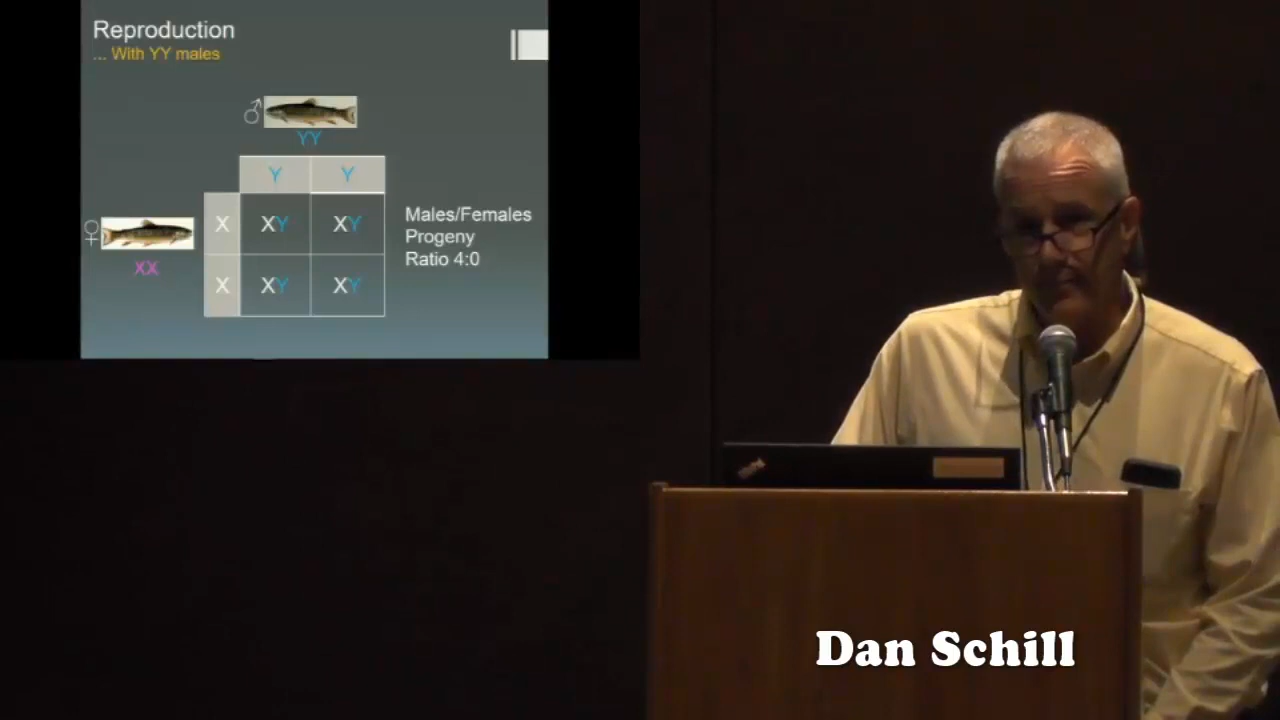 Reproduction
... With YY males
♂
YY
Y Y
X XY XY
♀
XX
X XY XY
Males/Females
Progeny
Ratio 4:0
Dan Schill